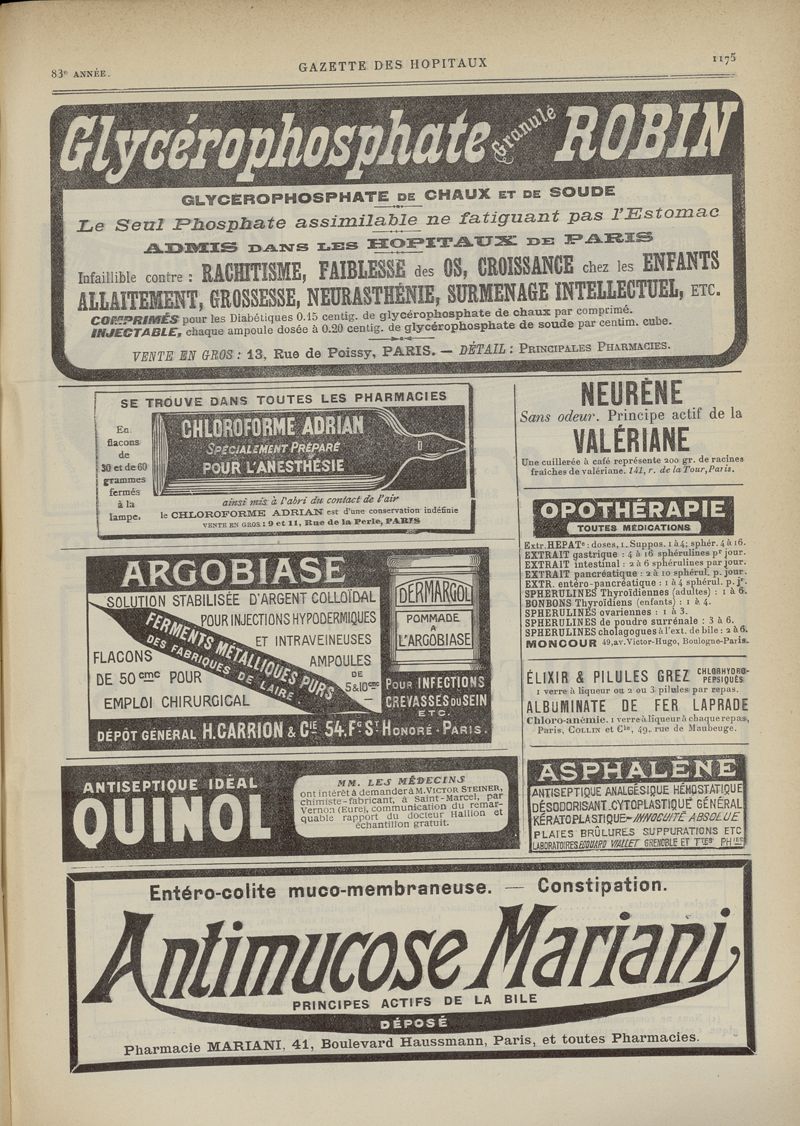 83e ANNÉE.
GAZETTE DES HOPITAUX
1175
Glycérophosphate Granulé ROBIN
GLYCÉROPHOSPHATE DE CHAUX ET DE SOUDE
Le Seul Phosphate assimilable ne fatiguant pas l'Estomac
ADMIS DANS LES HOPITAUX DE PARIS
Infaillible contre : RACHITISME, FAIBLESSE des OS, CROISSANCE chez les ENFANTS
ALLAITEMENT, GROSSESSE, NEURASTHÉNIE, SURMENAGE INTELLECTUEL, ETC.
COMPRIMÉS pour les Diabétiques 0.15 centig. de glycérophosphate de chaux par comprimé.
INJECTABLE, chaque ampoule dosée à 0.20 centig. de glycérophosphate de soude par centim. cube.
VENTE EN GROS : 13, Rue de Poissy, PARIS. — DÉTAIL : PRINCIPALES PHARMACIES.
SE TROUVE DANS TOUTES LES PHARMACIES
En
flacons
de
30 et de 60
grammes
fermés
à la
lampe.
CHLOROFORME ADRIAN
SPÉCIALEMENT PRÉPARÉ
POUR L'ANESTHÉSIE
ainsi mis à l'abri du contact de l'air
le CHLOROFORME ADRIAN est d'une conservation indéfinie
VENTE EN GROS : 9 et 11, Rue de la Perle, PARIS
ARGOBIASE
SOLUTION STABILISÉE D'ARGENT COLLOÏDAL
POUR INJECTIONS HYPODERMIQUES
ET INTRAVEINEUSES
FERMENTS MÉTALLIQUES PURS
DES FABRIQUES DE LAIRE.
FLACONS
DE 50 cmc POUR
EMPLOI CHIRURGICAL
AMPOULES
DE
5 & 10 cmc
DERMARGOL
POMMADE
A
L'ARGOBIASE
POUR INFECTIONS
CREVASSES DU SEIN
ETC.
DÉPÔT GÉNÉRAL H. CARRION & Cie 54, Fg St HONORÉ - PARIS.
ANTISEPTIQUE IDÉAL
QUINOL
MM. LES MÉDECINS
ont intérêt à demander à M. VICTOR STEINER,
chimiste-fabricant, à Saint-Marcel, par
Vernon (Eure), communication du remar-
quable rapport du docteur Hallion et
échantillon gratuit.
NEURÈNE
Sans odeur. Principe actif de la
VALÉRIANE
Une cuillerée à café représente 200 gr. de racines
fraîches de valériane. 141, r. de la Tour, Paris.
OPOTHÉRAPIE
TOUTES MÉDICATIONS
Extr. HÉPATe : doses, 1. Suppos. 1 à 4; sphér. 4 à 16.
EXTRAIT gastrique : 4 à 16 sphérulines pr jour.
EXTRAIT intestinal : 2 à 6 sphérulines par jour.
EXTRAIT pancréatique : 2 à 10 sphérul. p. jour.
EXTR. entéro-pancréatique : 1 à 4 sphérul. p. jr.
SPHERULINES Thyroïdiennes (adultes) : 1 à 6.
BONBONS Thyroïdiens (enfants) : 1 à 4.
SPHERULINES ovariennes : 1 à 3.
SPHERULINES de poudre surrénale : 3 à 6.
SPHERULINES cholagogues à l'ext. de bile : 2 à 6.
MONCOUR 49, av. Victor-Hugo, Boulogne-Paris.
ÉLIXIR & PILULES GREZ CHLORHYDRO-PEPSIQUES
1 verre à liqueur ou 2 ou 3 pilules par repas.
ALBUMINATE DE FER LAPRADE
Chloro-anémie. 1 verre à liqueur à chaque repas,
Paris, COLLIN et Cie, 49, rue de Maubeuge.
ASPHALÈNE
ANTISEPTIQUE ANALGÉSIQUE HÉMOSTATIQUE
DÉSODORISANT. CYTOPLASTIQUE GÉNÉRAL
KÉRATOPLASTIQUE - INNOCUITÉ ABSOLUE
PLAIES BRÛLURES SUPPURATIONS ETC
LABORATOIRES EDOUARD VIALLET GRENOBLE ET TTES PHIES
Entéro-colite muco-membraneuse. — Constipation.
Antimucose Mariani
PRINCIPES ACTIFS DE LA BILE
DÉPOSÉ
Pharmacie MARIANI, 41, Boulevard Haussmann, Paris, et toutes Pharmacies.